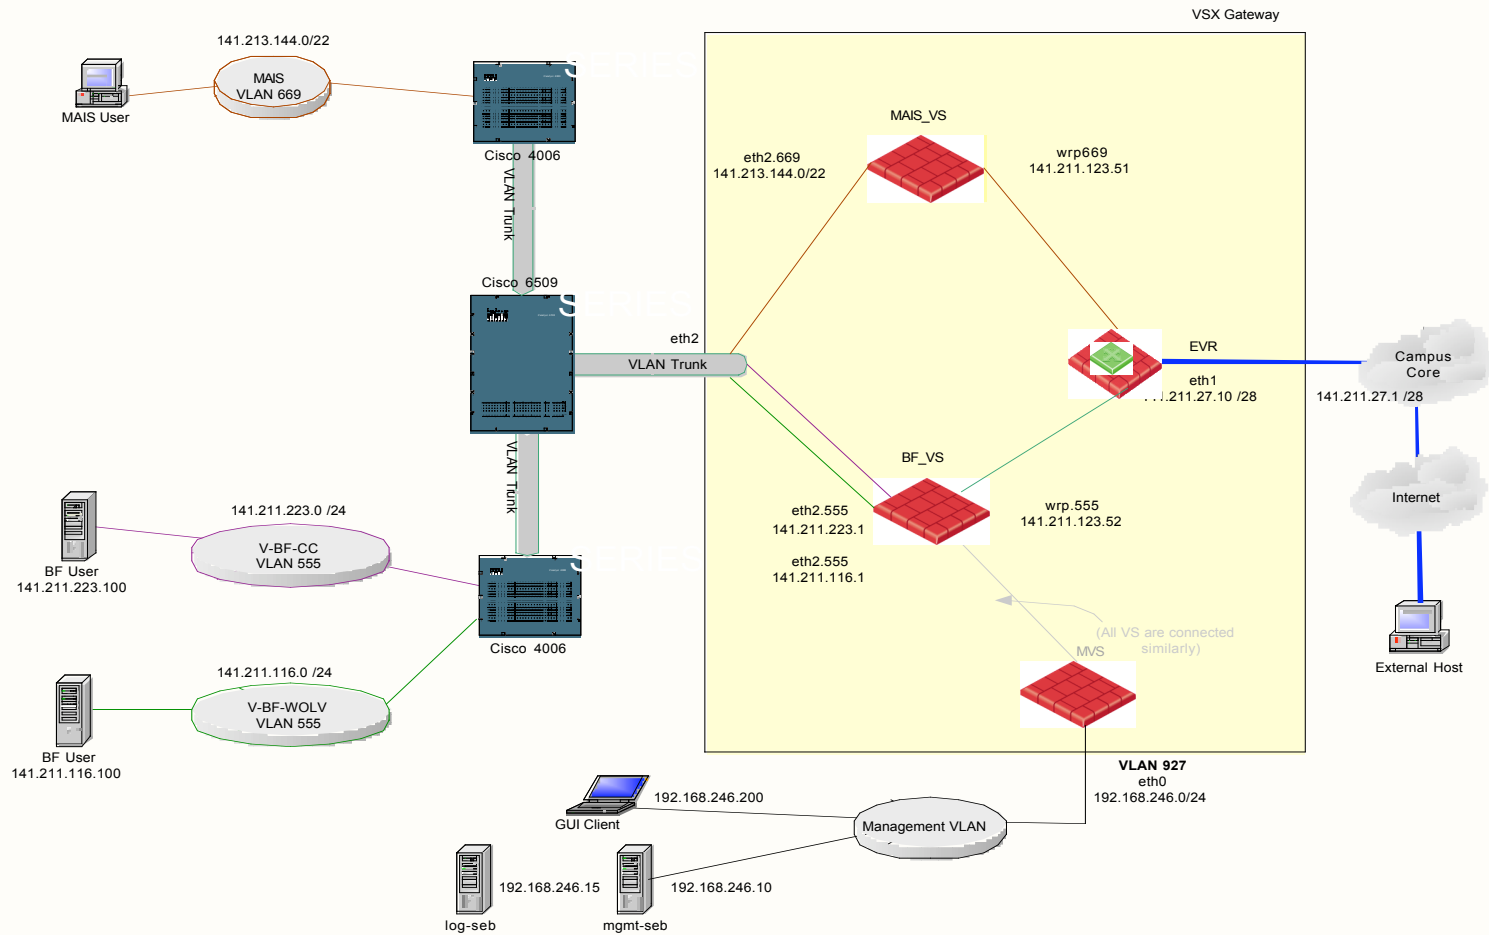 VSX Gateway
141.213.144.0/22
SERIES
MAIS
VLAN 669
MAIS User
Cisco 4006
VLAN Trunk
MAIS_VS
eth2.669
141.213.144.0/22
wrp669
141.211.123.51
Cisco 6509
SERIES
eth2
VLAN Trunk
EVR
eth1
141.211.27.10 /28
Campus
Core
141.211.27.1 /28
VLAN Trunk
BF_VS
Internet
141.211.223.0 /24
V-BF-CC
VLAN 555
BF User
141.211.223.100
eth2.555
141.211.223.1
wrp.555
141.211.123.52
eth2.555
141.211.116.1
SERIES
Cisco 4006
(All VS are connected
similarly)
MVS
External Host
141.211.116.0 /24
V-BF-WOLV
VLAN 555
BF User
141.211.116.100
VLAN 927
eth0
192.168.246.0/24
192.168.246.200
GUI Client
Management VLAN
192.168.246.15
192.168.246.10
log-seb
mgmt-seb